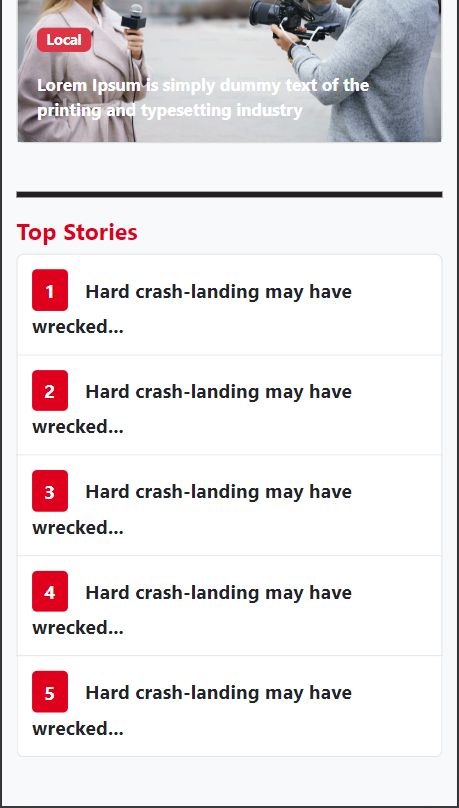 Local
Lorem Ipsum is simply dummy text of the
printing and typesetting industry
Top Stories
1 Hard crash-landing may have
wrecked...
2 Hard crash-landing may have
wrecked...
3 Hard crash-landing may have
wrecked...
4 Hard crash-landing may have
wrecked...
5 Hard crash-landing may have
wrecked...